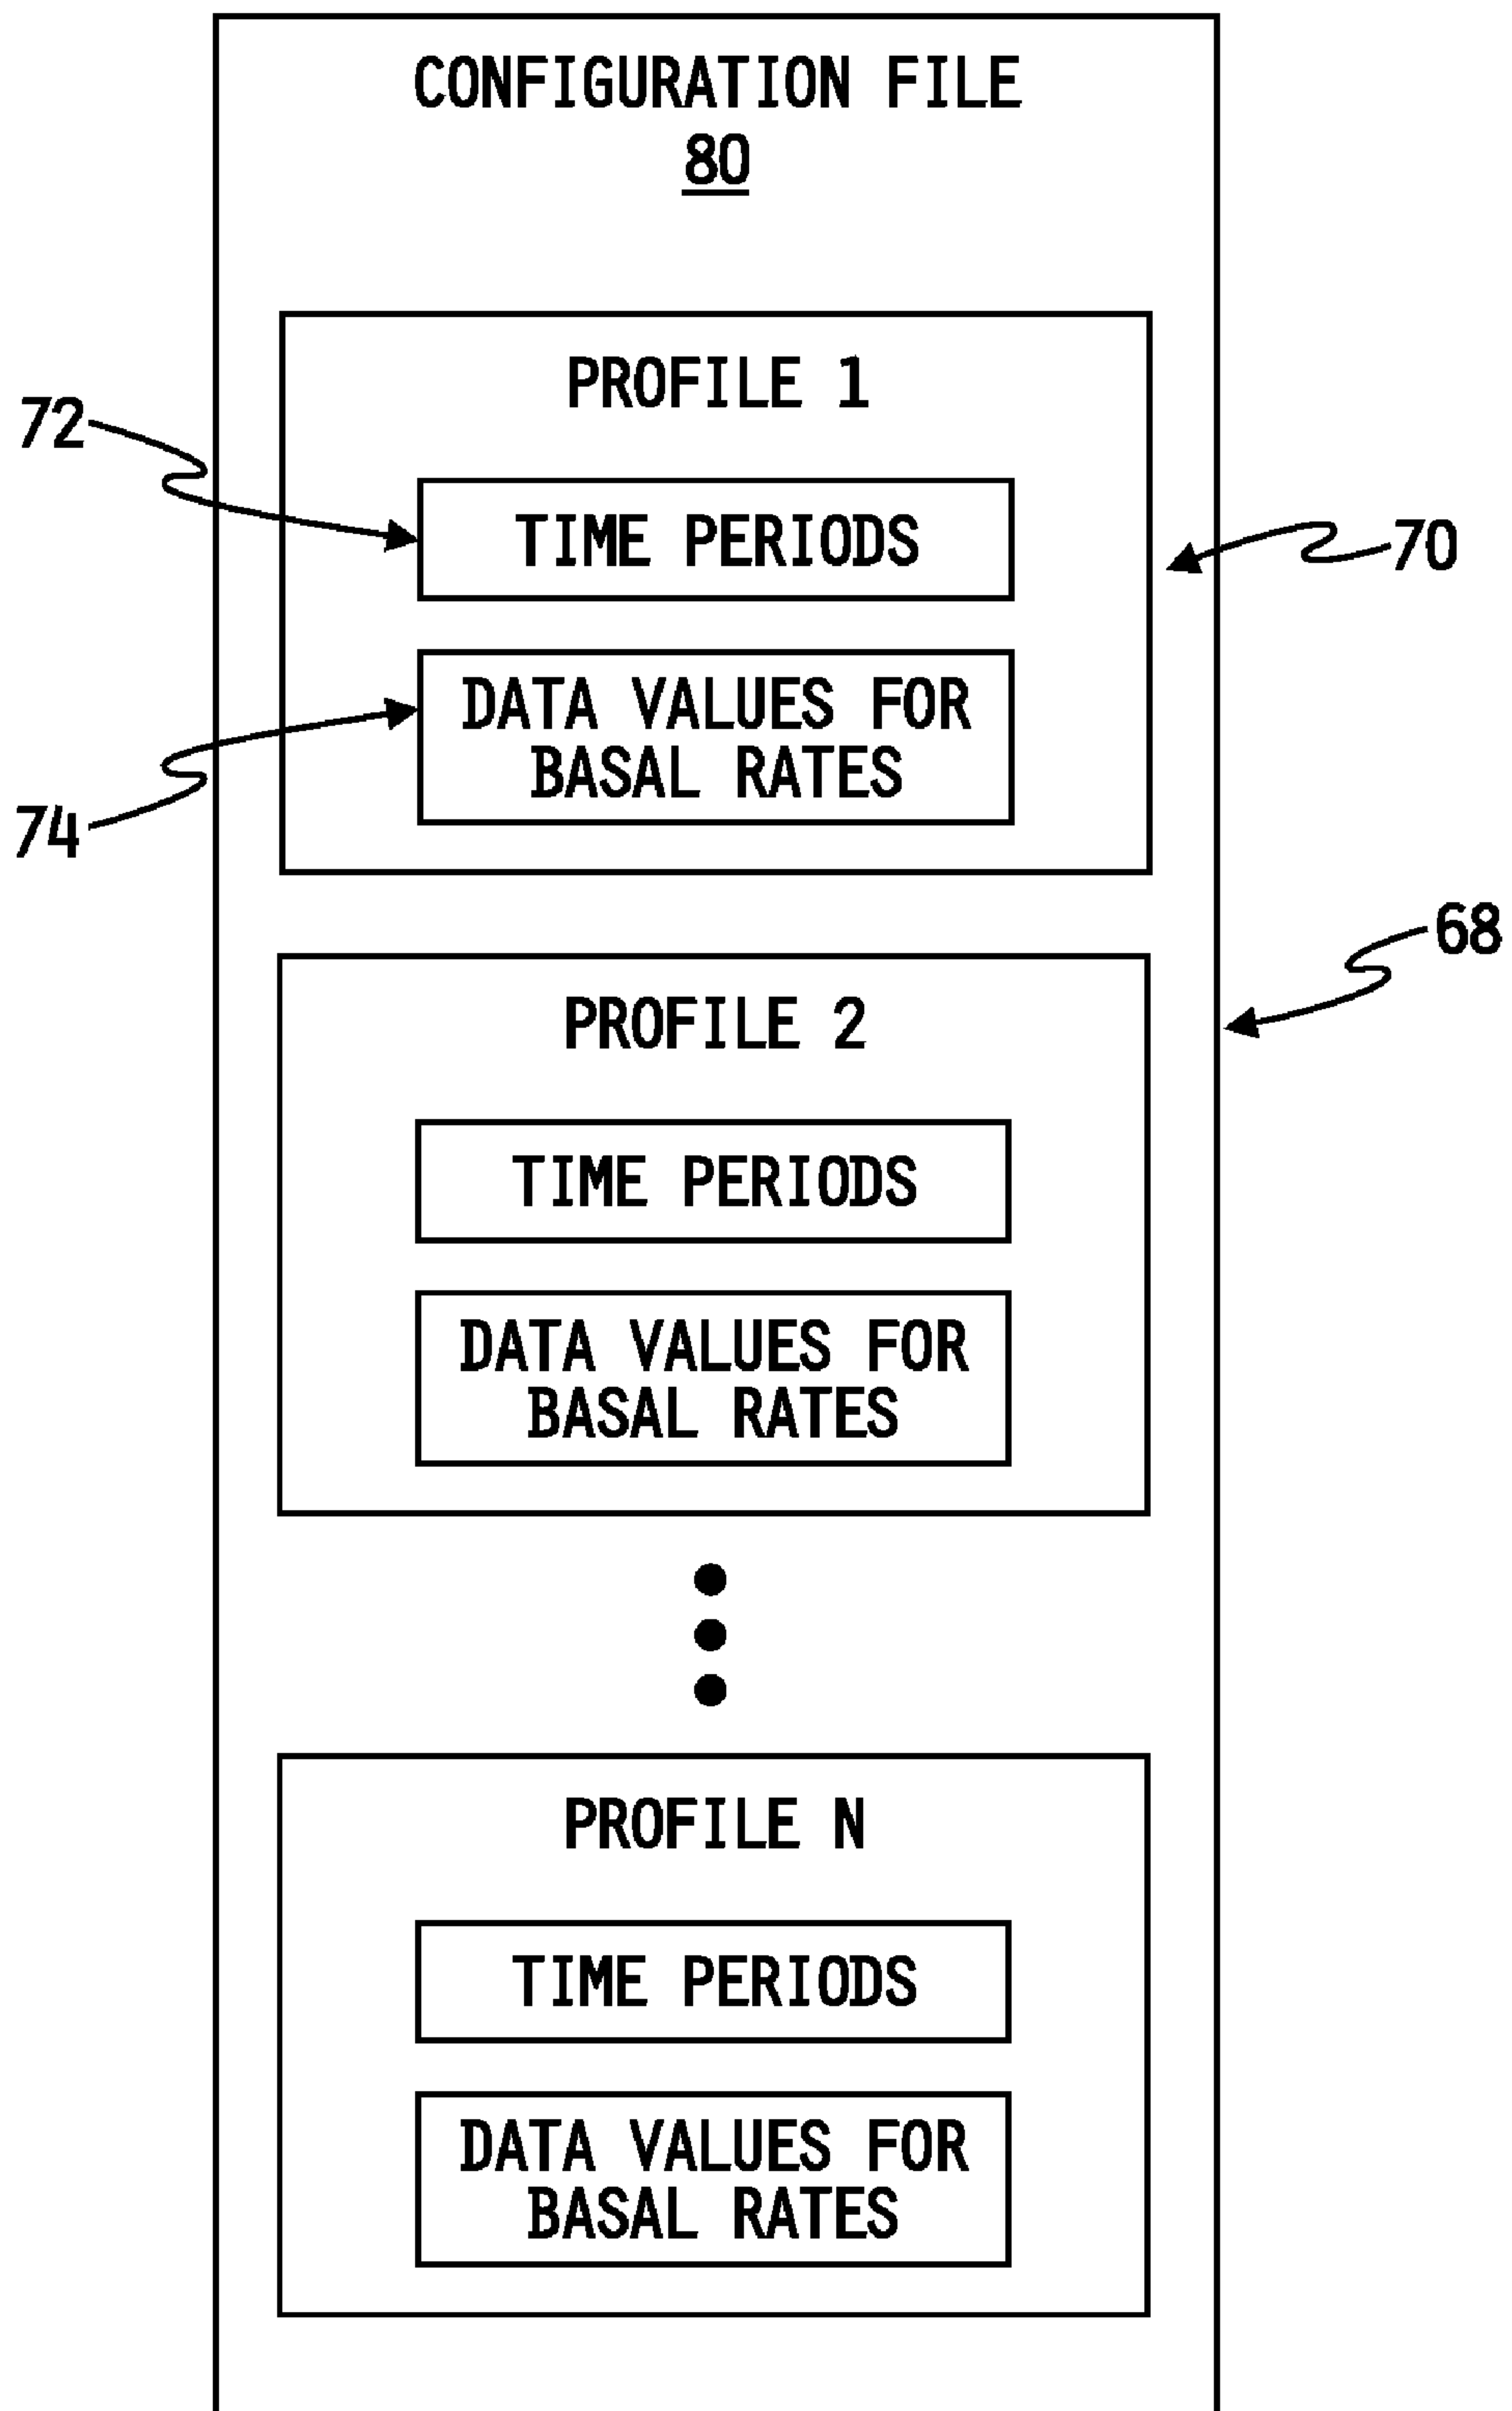 CONFIGURATION FILE
80
PROFILE 1
72
TIME PERIODS
70
DATA VALUES FOR
BASAL RATES
74
68
PROFILE 2
TIME PERIODS
DATA VALUES FOR
BASAL RATES
PROFILE N
TIME PERIODS
DATA VALUES FOR
BASAL RATES